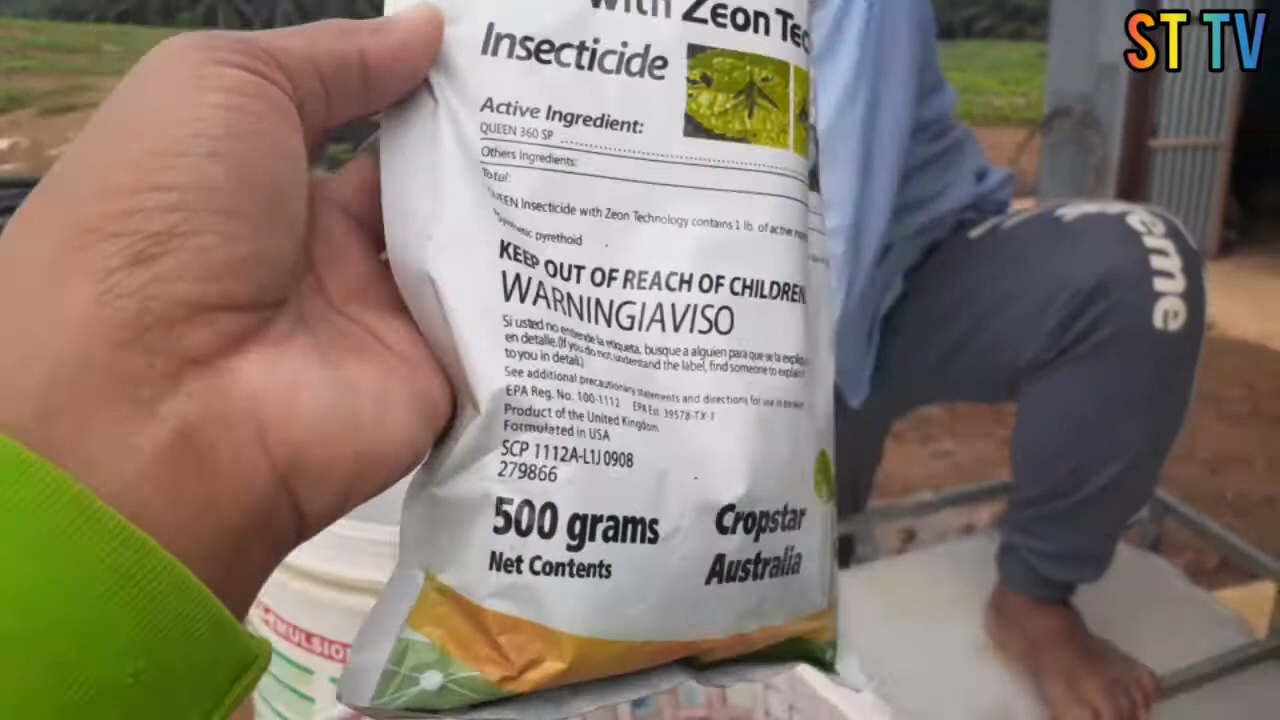 ST TV
with Zeon Tec
Insecticide
Active Ingredient:
QUEEN 360 SP
Others Ingredients:
Total:
Insecticide with Zeon Technology contains 1 lb. of active
pyrethoid
KEEP OUT OF REACH OF CHILDREN
WARNINGIAVISO
Si usted no entiende la etiqueta, busque a alguien para que se la expliq
en detalle.(If you do not understand the label, find someone to explain
to you in detail.)
See additional precautionary statements and directions for use in
EPA Reg. No. 100-1112 EPA Est 39578-TX-1
Product of the United Kingdom
Formulated in USA
SCP 1112A-L1J 0908
279866
500 grams
Net Contents
Cropstar
Australia
EMULSION
eme